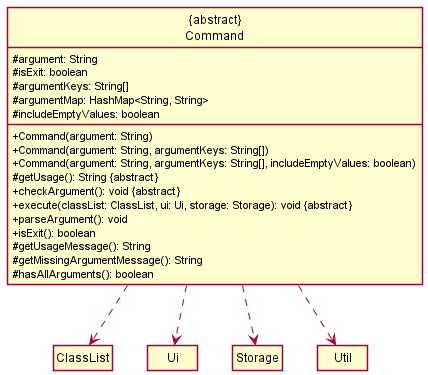 {abstract}
Command
#argument: String
#isExit: boolean
#argumentKeys: String[]
#argumentMap: HashMap<String, String>
#includeEmptyValues: boolean
+Command(argument: String)
+Command(argument: String, argumentKeys: String[])
+Command(argument: String, argumentKeys: String[], includeEmptyValues: boolean)
#getUsage(): String {abstract}
+checkArgument(): void {abstract}
+execute(classList: ClassList, ui: Ui, storage: Storage): void {abstract}
+parseArgument(): void
+isExit(): boolean
#getUsageMessage(): String
#getMissingArgumentMessage(): String
#hasAllArguments(): boolean
ClassList Ui Storage Util